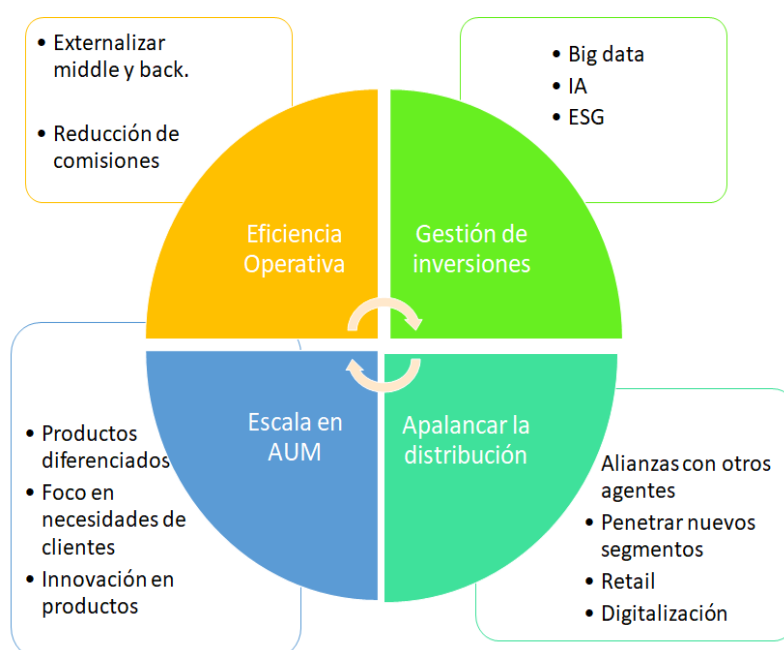 • Externalizar
middle y back.
• Reducción de
comisiones
• Big data
• IA
• ESG
Eficiencia
Operativa
Gestión de
inversiones
Escala en
AUM
Apalancar la
distribución
• Productos
diferenciados
• Foco en
necesidades de
clientes
• Innovación en
productos
Alianzas con otros
agentes
• Penetrar nuevos
segmentos
• Retail
• Digitalización